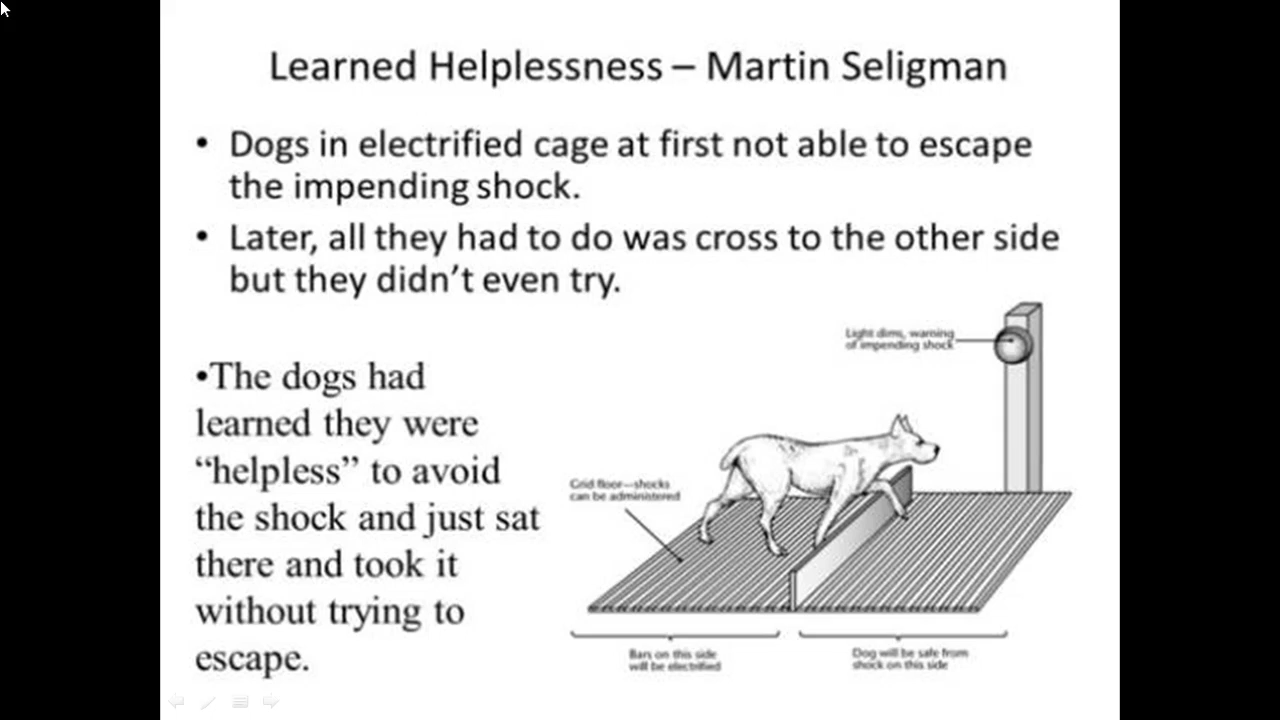 Learned Helplessness – Martin Seligman
• Dogs in electrified cage at first not able to escape
the impending shock.
• Later, all they had to do was cross to the other side
but they didn't even try.
•The dogs had
learned they were
“helpless” to avoid
the shock and just sat
there and took it
without trying to
escape.
Light dims, warning
of impending shock
Grid floor—shocks
can be administered
Bars on this side
will be electrified
Dog will be safe from
shock on this side